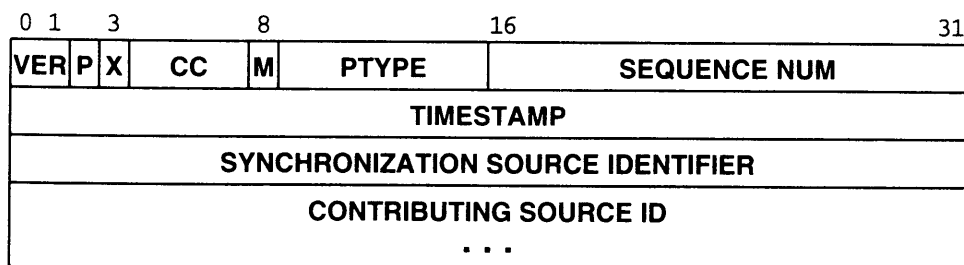 0 1 3 8 16 31
VER P X CC M PTYPE SEQUENCE NUM
TIMESTAMP
SYNCHRONIZATION SOURCE IDENTIFIER
CONTRIBUTING SOURCE ID
. . .